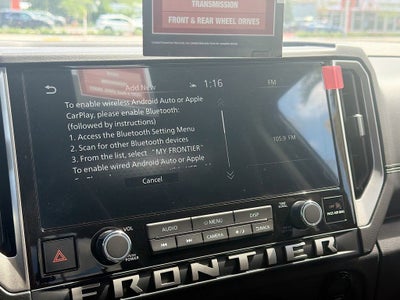 TRANSMISSION
FRONT & REAR WHEEL DRIVES
Add New
1:16
FM
To enable wireless Android Auto or Apple
CarPlay, please enable Bluetooth:
(followed by instructions)
1. Access the Bluetooth Setting Menu
2. Scan for other Bluetooth devices
3. From the list, select "MY FRONTIER"
To enable wired Android Auto or Apple
105.9 FM
Cancel
VOL
AUDIO
MENU
DISP
CAMERA
FRONTIER